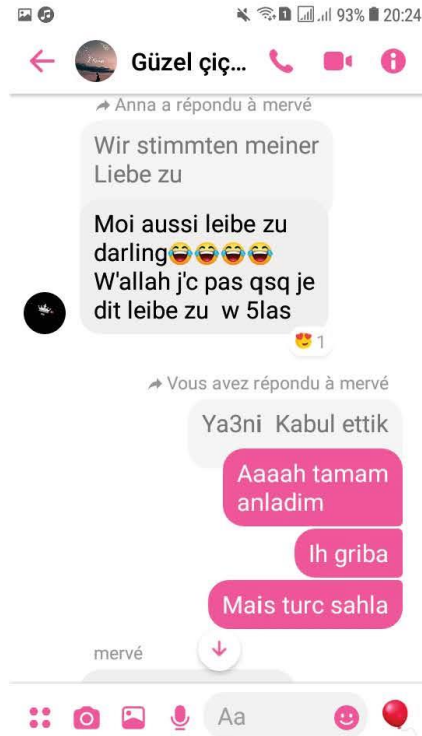 93% 20:24
Güzel çiç...
Anna a répondu à mervé
Wir stimmten meiner
Liebe zu
Moi aussi leibe zu
darling😂😂😂😂
W'allah j'c pas qsq je
dit leibe zu w 5las
😍 1
Vous avez répondu à mervé
Ya3ni Kabul ettik
Aaaah tamam
anladim
Ih griba
Mais turc sahla
mervé
Aa